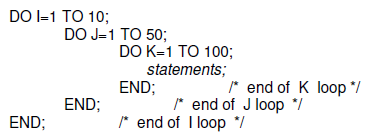 DO I=1 TO 10;
DO J=1 TO 50;
DO K=1 TO 100;
statements;
END; /* end of K loop */
END; /* end of J loop */
END; /* end of I loop */